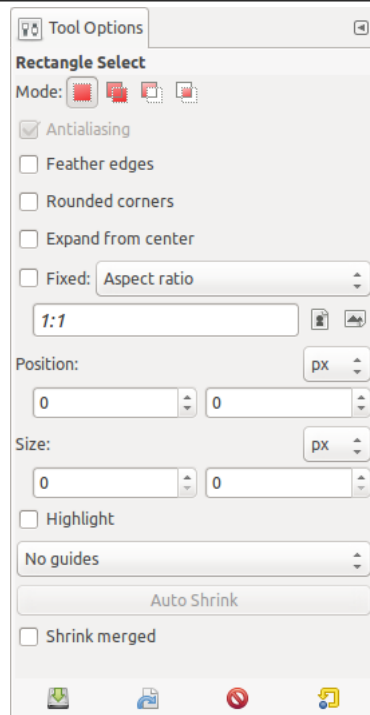 Tool Options
Rectangle Select
Mode:
Antialiasing
Feather edges
Rounded corners
Expand from center
Fixed: Aspect ratio
1:1
Position: px
0 0
Size: px
0 0
Highlight
No guides
Auto Shrink
Shrink merged